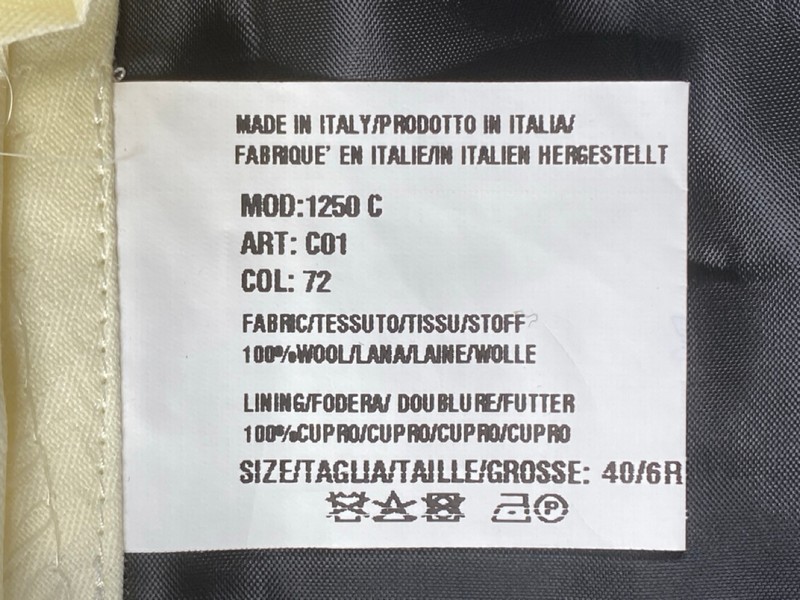 MADE IN ITALY/PRODOTTO IN ITALIA/
FABRIQUE' EN ITALIE/IN ITALIEN HERGESTELLT
MOD:1250 C
ART: C01
COL: 72
FABRIC/TESSUTO/TISSU/STOFF
100%WOOL/LANA/LAINE/WOLLE
LINING/FODERA/ DOUBLURE/FUTTER
100%CUPRO/CUPRO/CUPRO/CUPRO
SIZE/TAGLIA/TAILLE/GROSSE: 40/6R
P